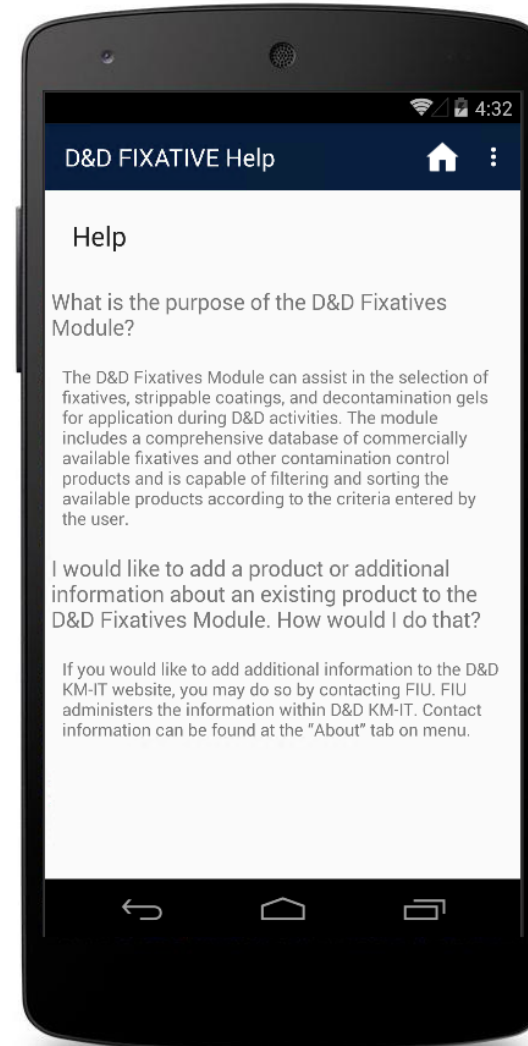 4:32
D&D FIXATIVE Help
Help
What is the purpose of the D&D Fixatives
Module?
The D&D Fixatives Module can assist in the selection of
fixatives, strippable coatings, and decontamination gels
for application during D&D activities. The module
includes a comprehensive database of commercially
available fixatives and other contamination control
products and is capable of filtering and sorting the
available products according to the criteria entered by
the user.
I would like to add a product or additional
information about an existing product to the
D&D Fixatives Module. How would I do that?
If you would like to add additional information to the D&D
KM-IT website, you may do so by contacting FIU. FIU
administers the information within D&D KM-IT. Contact
information can be found at the “About” tab on menu.